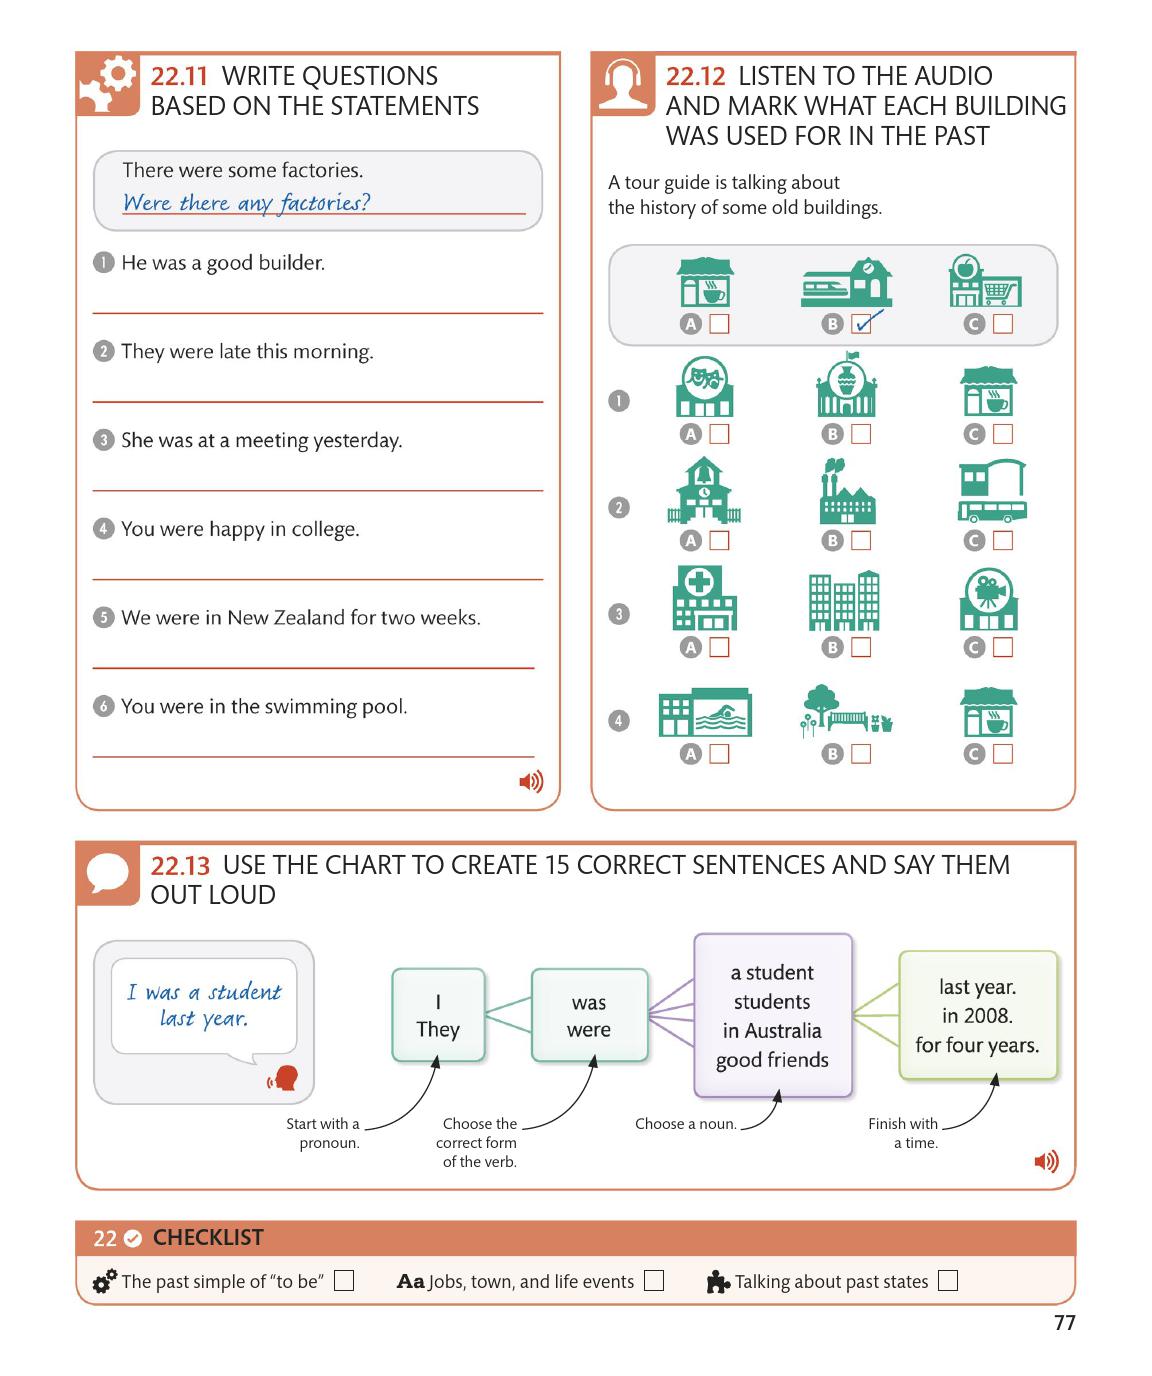 22.11 WRITE QUESTIONS
BASED ON THE STATEMENTS
There were some factories.
Were there any factories?
1 He was a good builder.
2 They were late this morning.
3 She was at a meeting yesterday.
4 You were happy in college.
5 We were in New Zealand for two weeks.
6 You were in the swimming pool.
22.12 LISTEN TO THE AUDIO
AND MARK WHAT EACH BUILDING
WAS USED FOR IN THE PAST
A tour guide is talking about
the history of some old buildings.
A B C
1
A B C
2
A B C
3
A B C
4
A B C
22.13 USE THE CHART TO CREATE 15 CORRECT SENTENCES AND SAY THEM
OUT LOUD
I was a student
last year.
I
They
was
were
a student
students
in Australia
good friends
last year.
in 2008.
for four years.
Start with a
pronoun.
Choose the
correct form
of the verb.
Choose a noun.
Finish with
a time.
22 CHECKLIST
The past simple of “to be” Aa Jobs, town, and life events Talking about past states
77